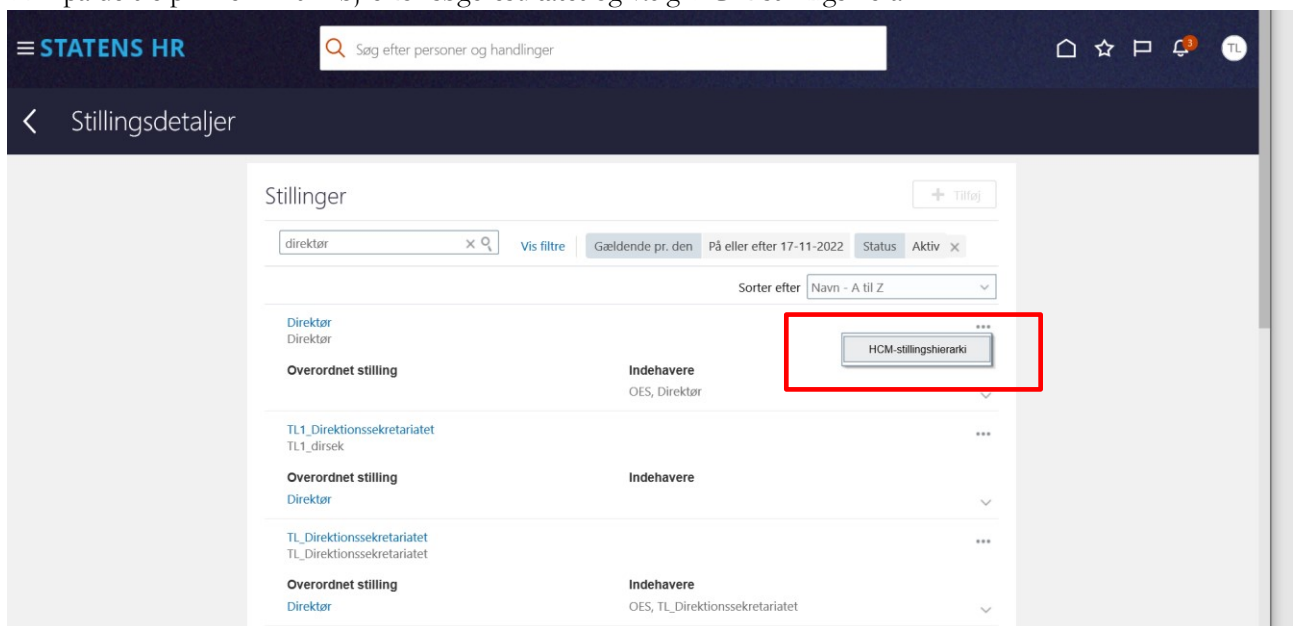 STATENS HR
Søg efter personer og handlinger
3
TL
Stillingsdetaljer
Stillinger
Tilføj
direktør
Vis filtre
Gældende pr. den På eller efter 17-11-2022
Status Aktiv
Sorter efter Navn - A til Z
Direktør
Direktør
HCM-stillingshierarki
Overordnet stilling
Indehavere
OES, Direktør
TL1_Direktionssekretariatet
TL1_dirsek
Overordnet stilling
Indehavere
Direktør
TL_Direktionssekretariatet
TL_Direktionssekretariatet
Overordnet stilling
Indehavere
Direktør
OES, TL_Direktionssekretariatet